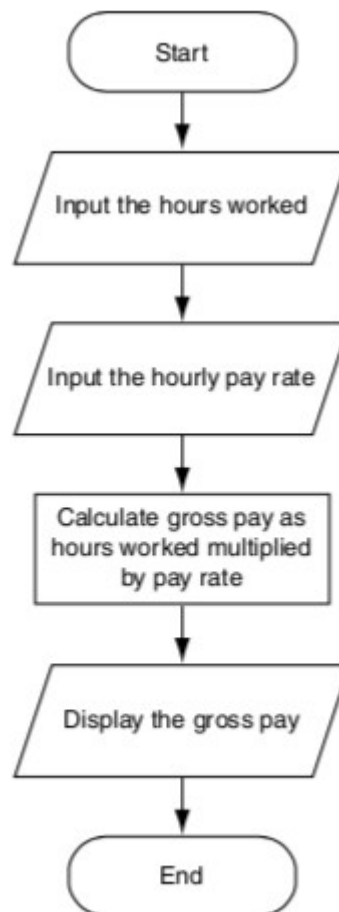 Start
Input the hours worked
Input the hourly pay rate
Calculate gross pay as
hours worked multiplied
by pay rate
Display the gross pay
End